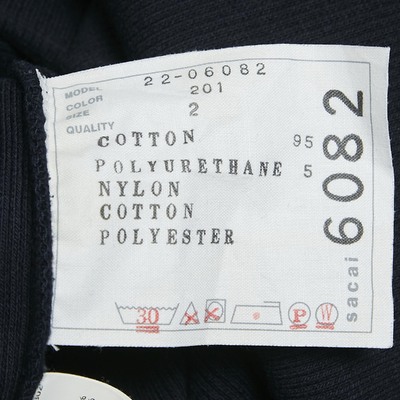 MODEL 22-06082
COLOR 201
SIZE 2
QUALITY
COTTON 95
POLYURETHANE 5
NYLON
COTTON
POLYESTER
30 P W
sacai 6082